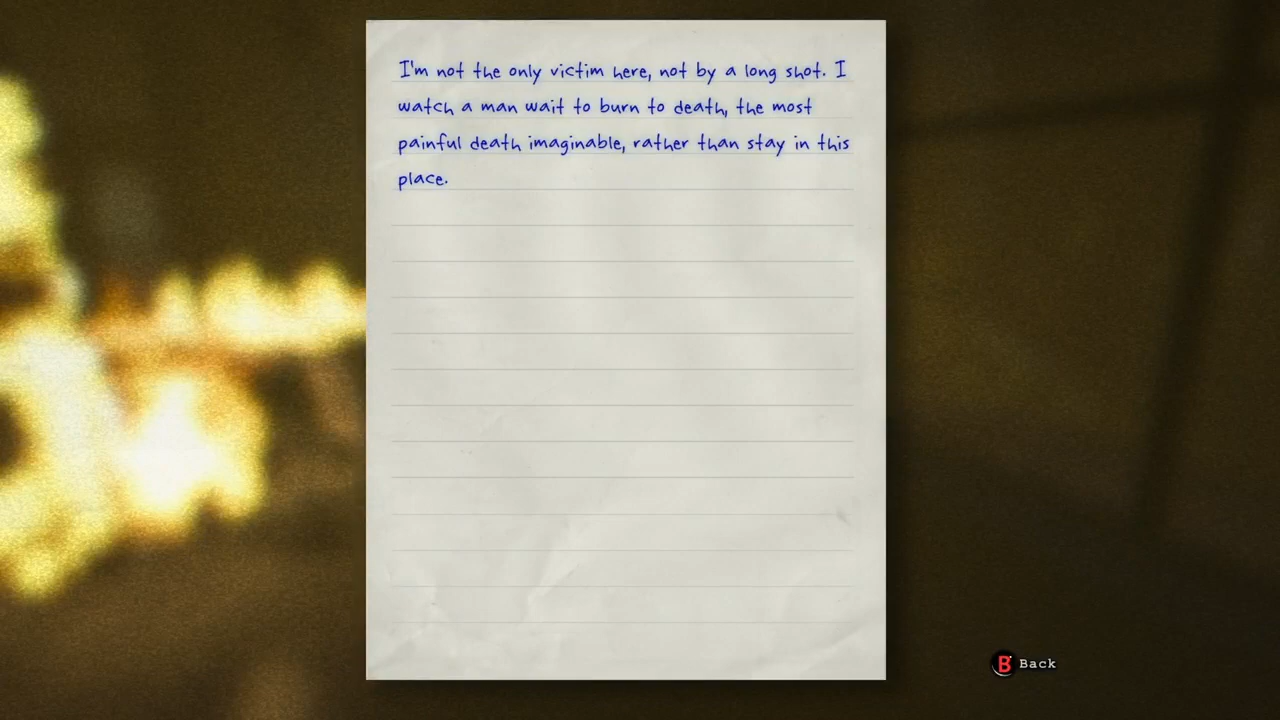 I'm not the only victim here, not by a long shot. I
watch a man wait to burn to death, the most
painful death imaginable, rather than stay in this
place.
B Back